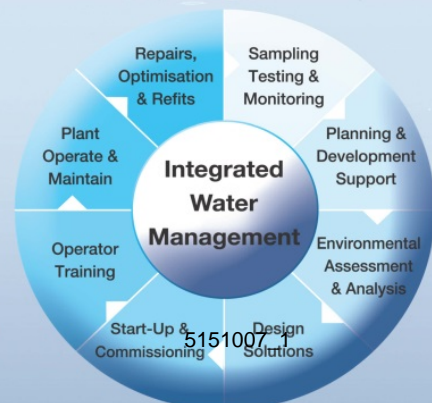 Repairs,
Optimisation
& Refits
Sampling
Testing &
Monitoring
Plant
Operate &
Maintain
Planning &
Development
Support
Integrated
Water
Management
Operator
Training
Environmental
Assessment
& Analysis
Start-Up &
Commissioning
Design
Solutions
5151007_1